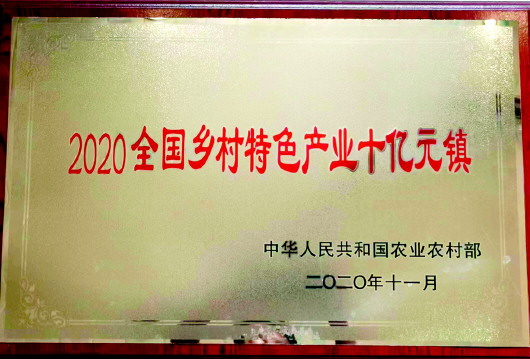 2020全国乡村特色产业十亿元镇
中华人民共和国农业农村部
二〇二〇年十一月